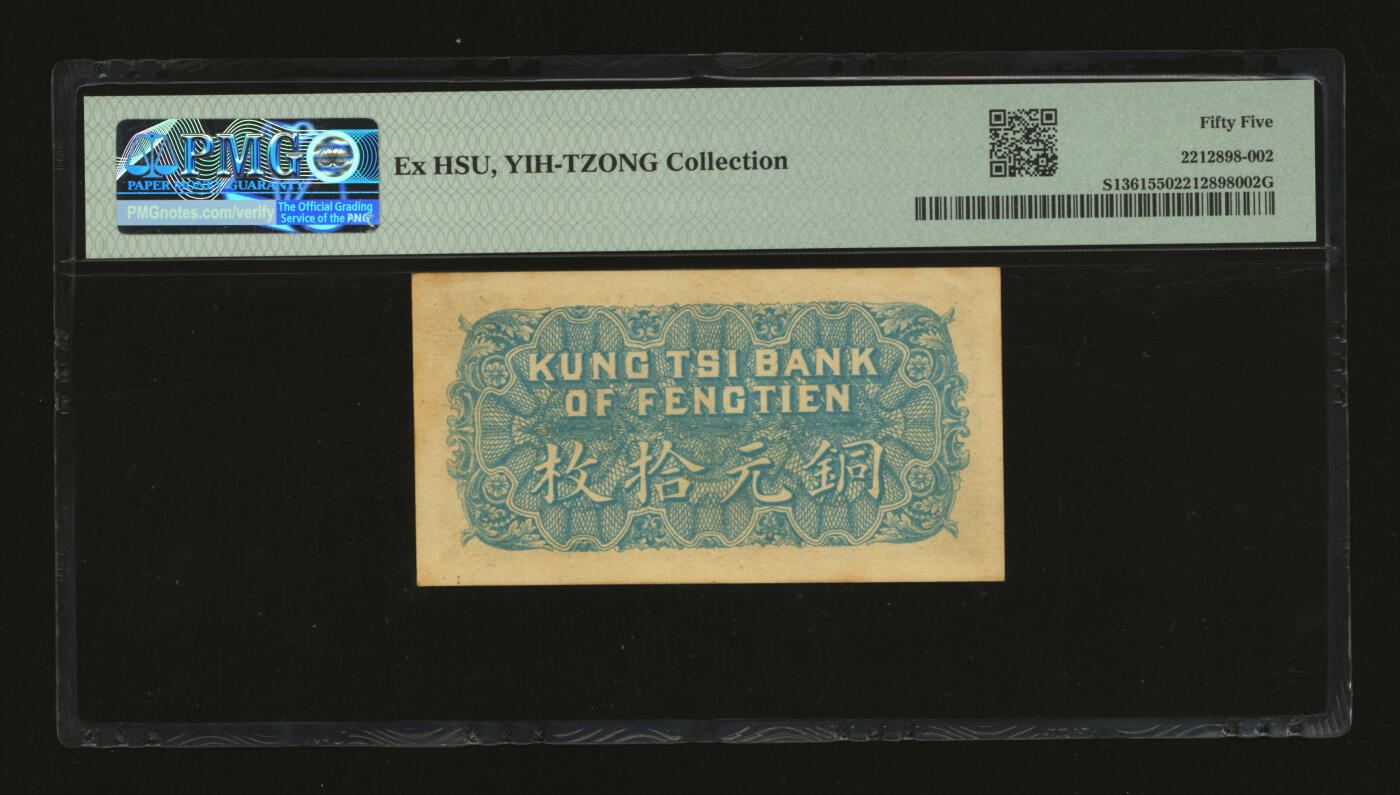 PMG
PAPER MONEY GUARANTY
PMGnotes.com/verify
The Official Grading
Service of the PNG
Ex HSU, YIH-TZONG Collection
Fifty Five
2212898-002
S13615502212898002G
KUNG TSI BANK
OF FENGTIEN
枚拾元銅